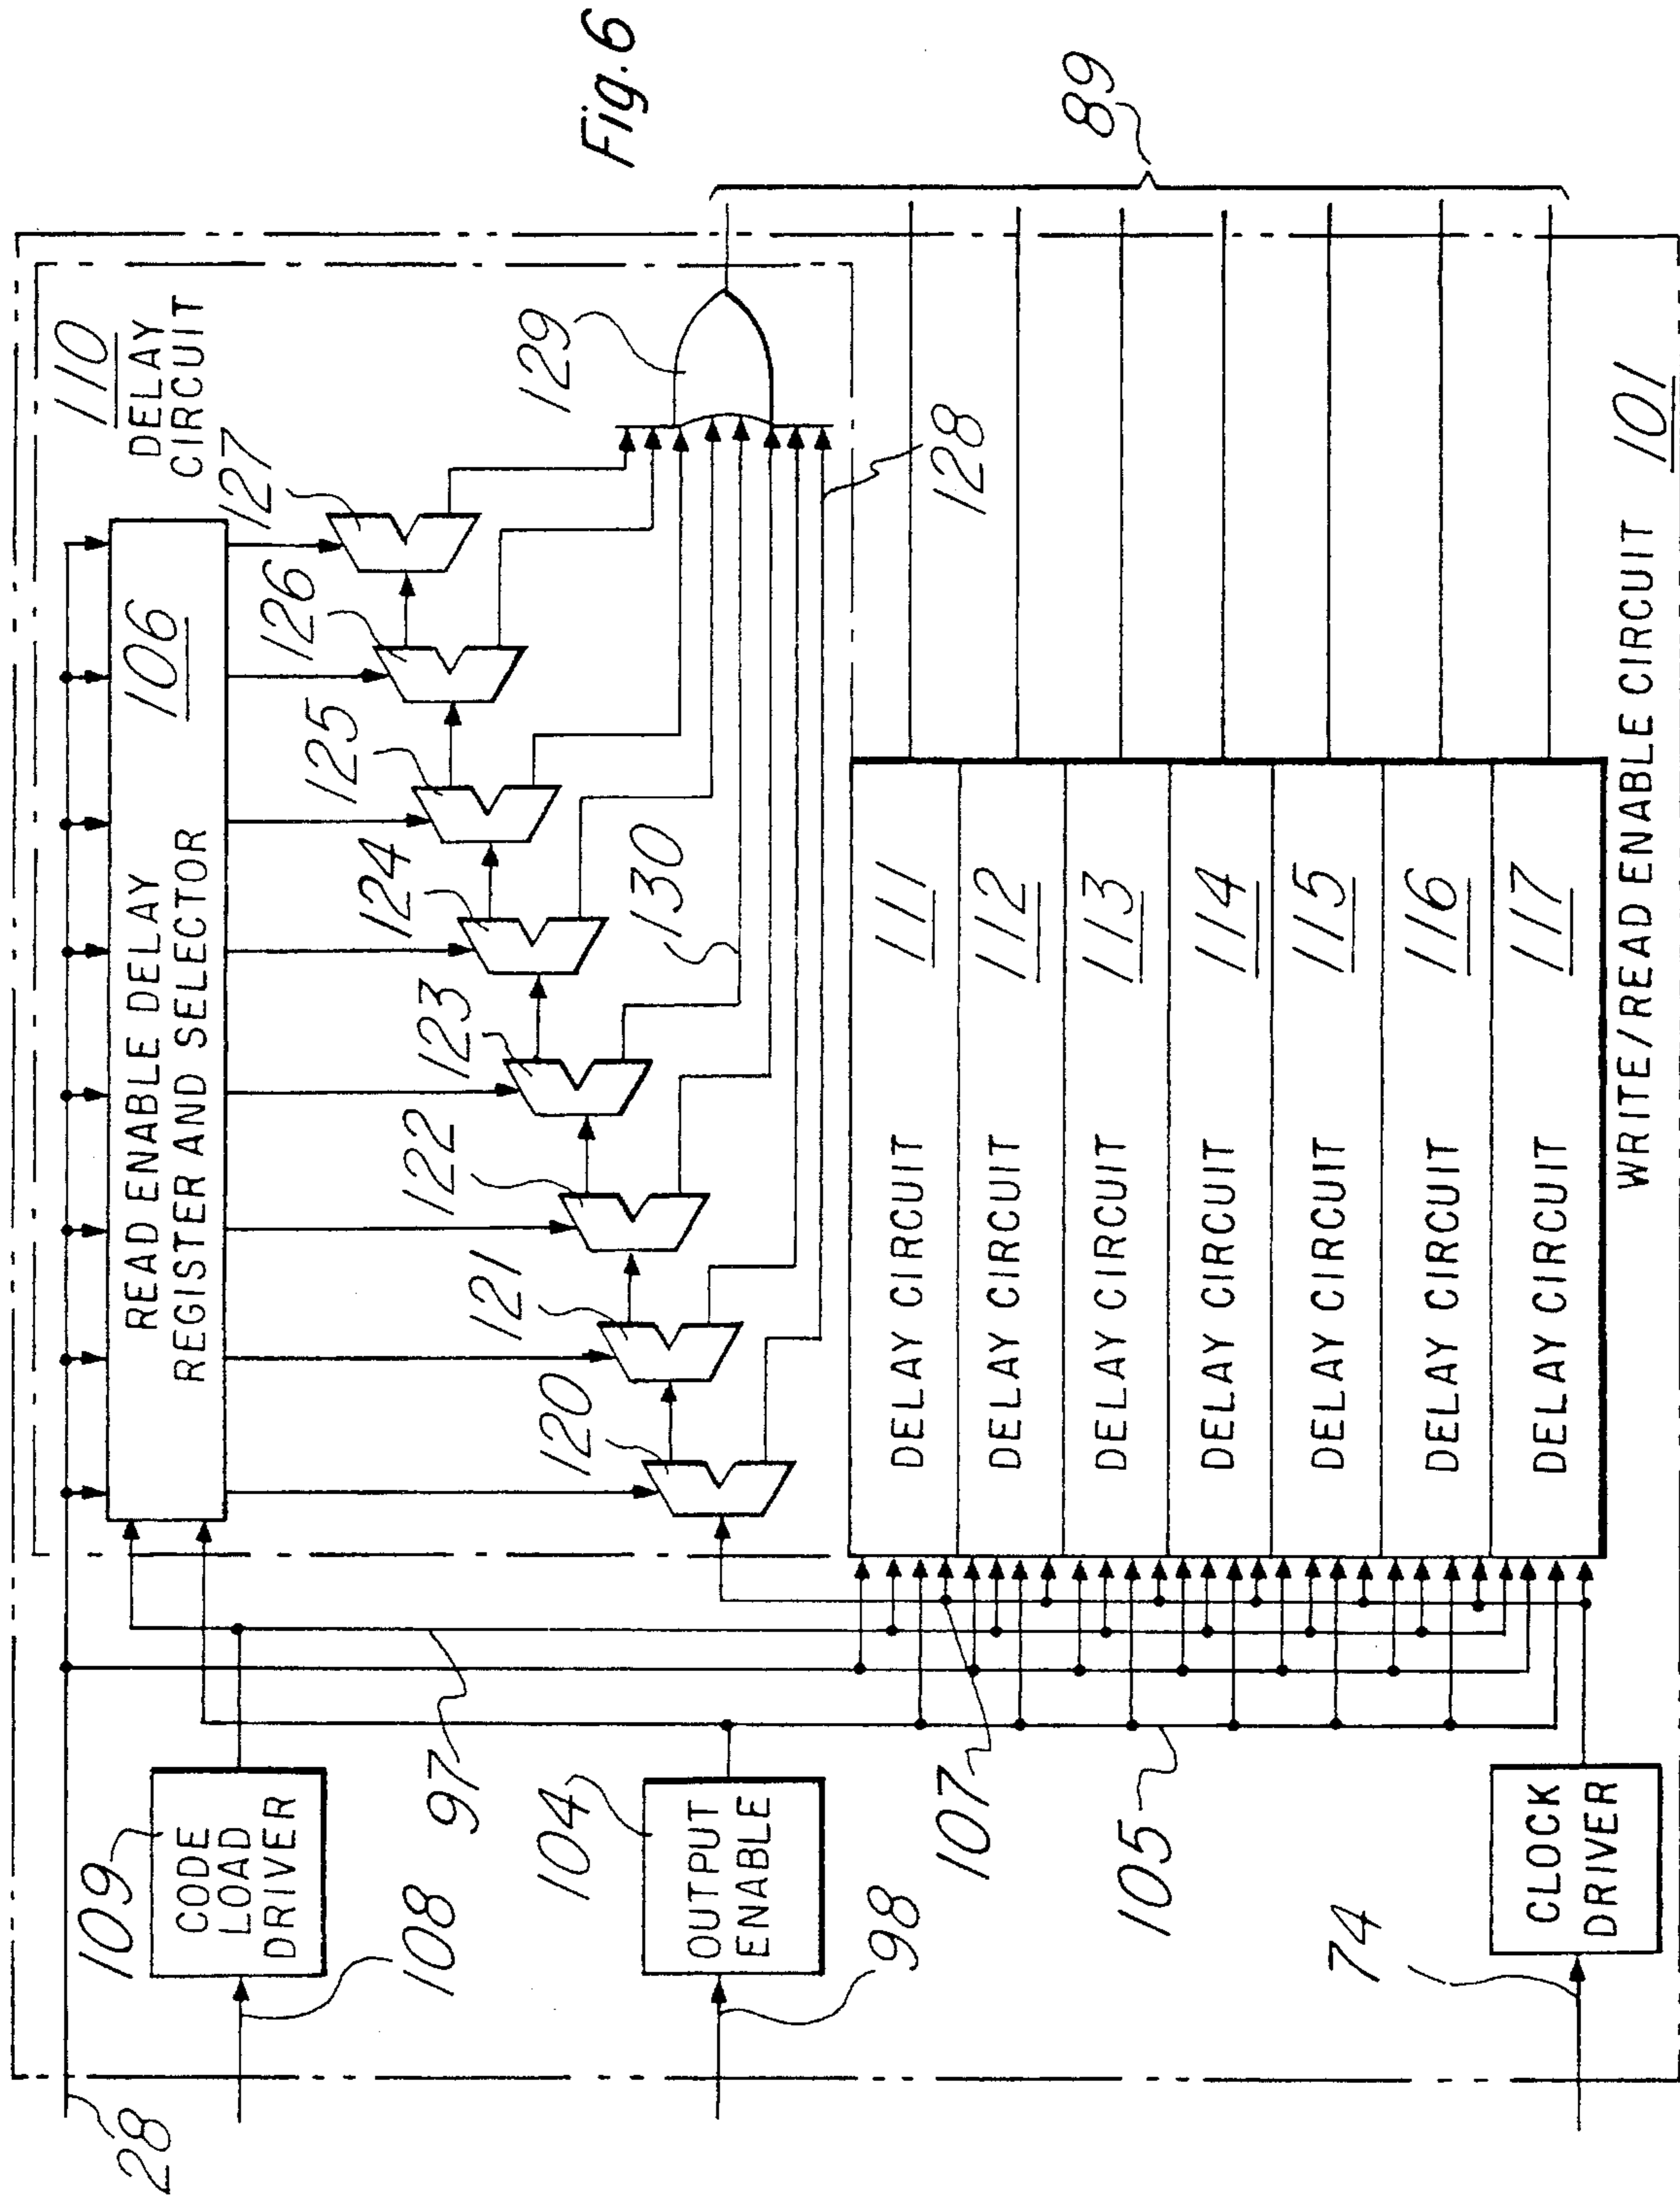 Fig. 6
28
110
DELAY
CIRCUIT
READ ENABLE DELAY
REGISTER AND SELECTOR
106
109
CODE
LOAD
DRIVER
108
97
120
121
122
123
124
125
126
127
129
130
128
104
OUTPUT
ENABLE
98
107
105
DELAY CIRCUIT 111
DELAY CIRCUIT 112
DELAY CIRCUIT 113
DELAY CIRCUIT 114
DELAY CIRCUIT 115
DELAY CIRCUIT 116
DELAY CIRCUIT 117
89
74
CLOCK
DRIVER
WRITE/READ ENABLE CIRCUIT 101